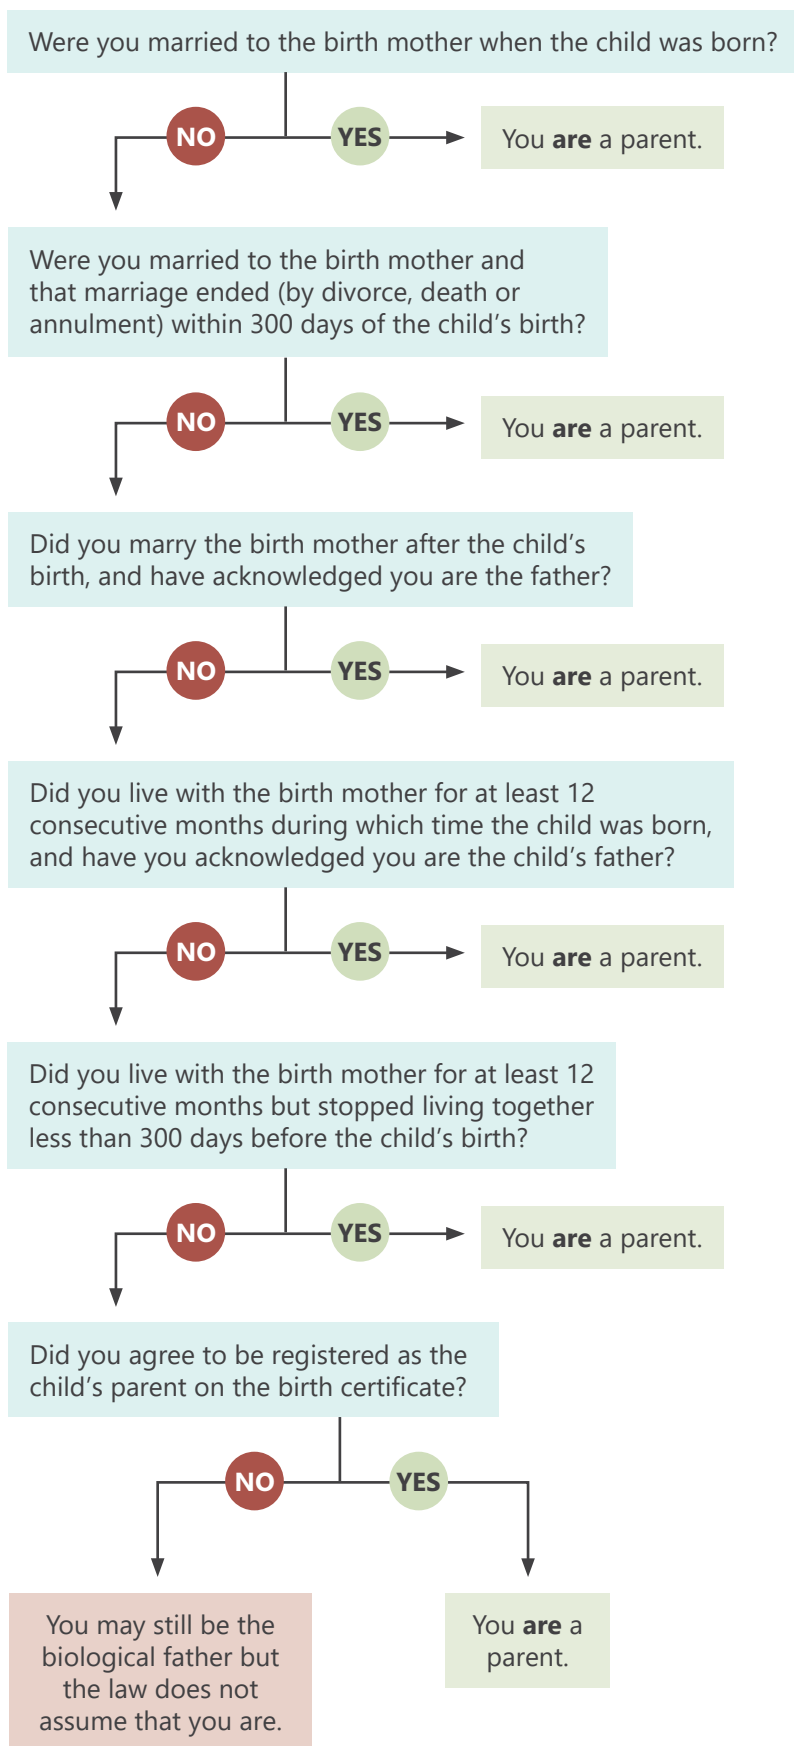 Were you married to the birth mother when the child was born?
NO
YES
You are a parent.
Were you married to the birth mother and
that marriage ended (by divorce, death or
annulment) within 300 days of the child’s birth?
NO
YES
You are a parent.
Did you marry the birth mother after the child’s
birth, and have acknowledged you are the father?
NO
YES
You are a parent.
Did you live with the birth mother for at least 12
consecutive months during which time the child was born,
and have you acknowledged you are the child’s father?
NO
YES
You are a parent.
Did you live with the birth mother for at least 12
consecutive months but stopped living together
less than 300 days before the child’s birth?
NO
YES
You are a parent.
Did you agree to be registered as the
child’s parent on the birth certificate?
NO
YES
You may still be the
biological father but
the law does not
assume that you are.
You are a
parent.